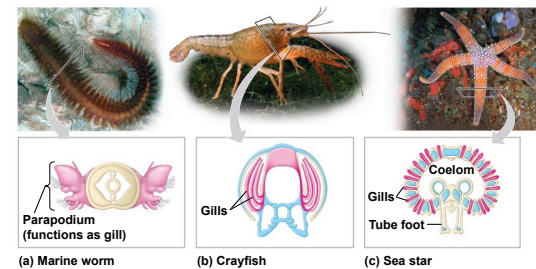 Coelom
Gills
Gills
Tube foot
Parapodium
(functions as gill)
(a) Marine worm
(b) Crayfish
(c) Sea star